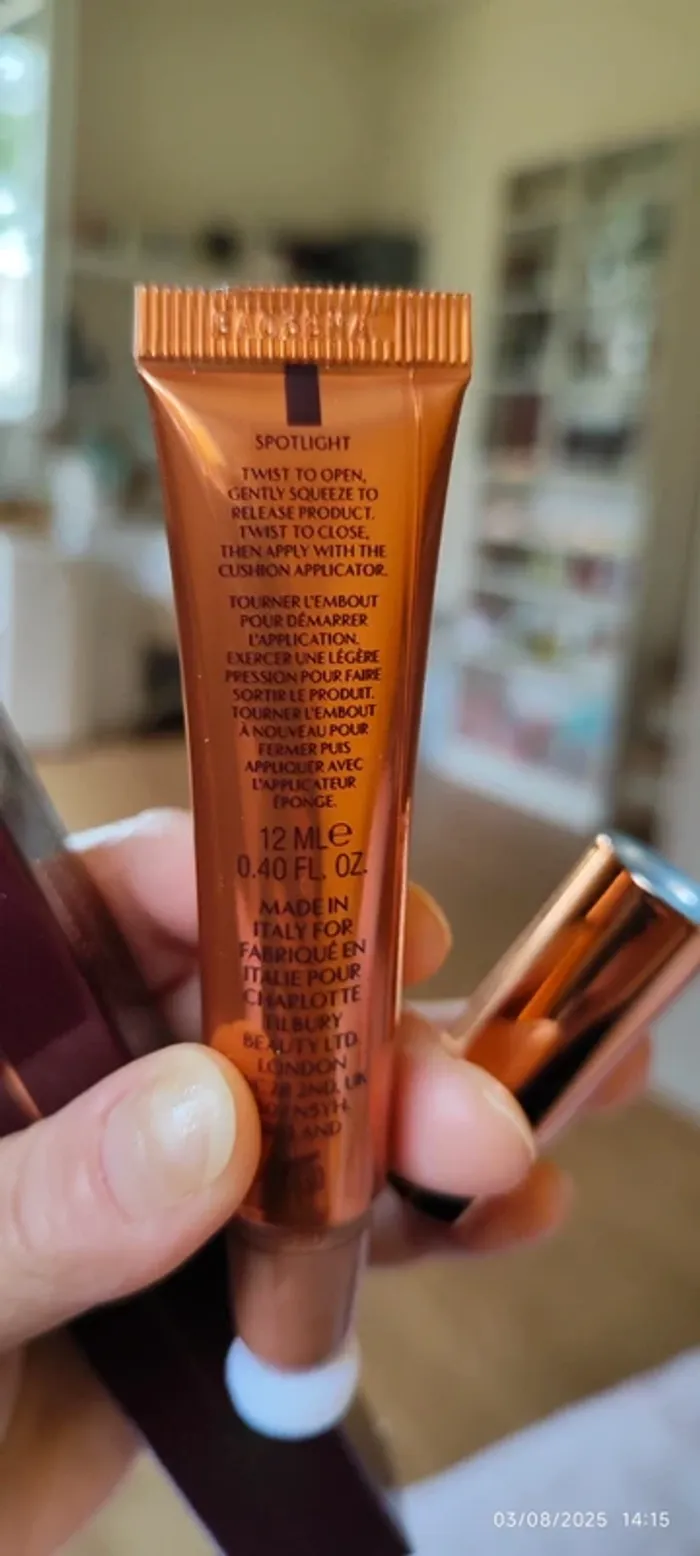 SPOTLIGHT
TWIST TO OPEN,
GENTLY SQUEEZE TO
RELEASE PRODUCT.
TWIST TO CLOSE,
THEN APPLY WITH THE
CUSHION APPLICATOR.
TOURNER L'EMBOUT
POUR DÉMARRER
L'APPLICATION.
EXERCER UNE LÉGÈRE
PRESSION POUR FAIRE
SORTIR LE PRODUIT.
TOURNER L'EMBOUT
À NOUVEAU POUR
FERMER PUIS
APPLIQUER AVEC
L'APPLICATEUR
ÉPONGE.
12 ML℮
0.40 FL. OZ.
MADE IN
ITALY FOR
FABRIQUÉ EN
ITALIE POUR
CHARLOTTE
TILBURY
BEAUTY LTD.
LONDON
2ND, UK
03/08/2025 14:15